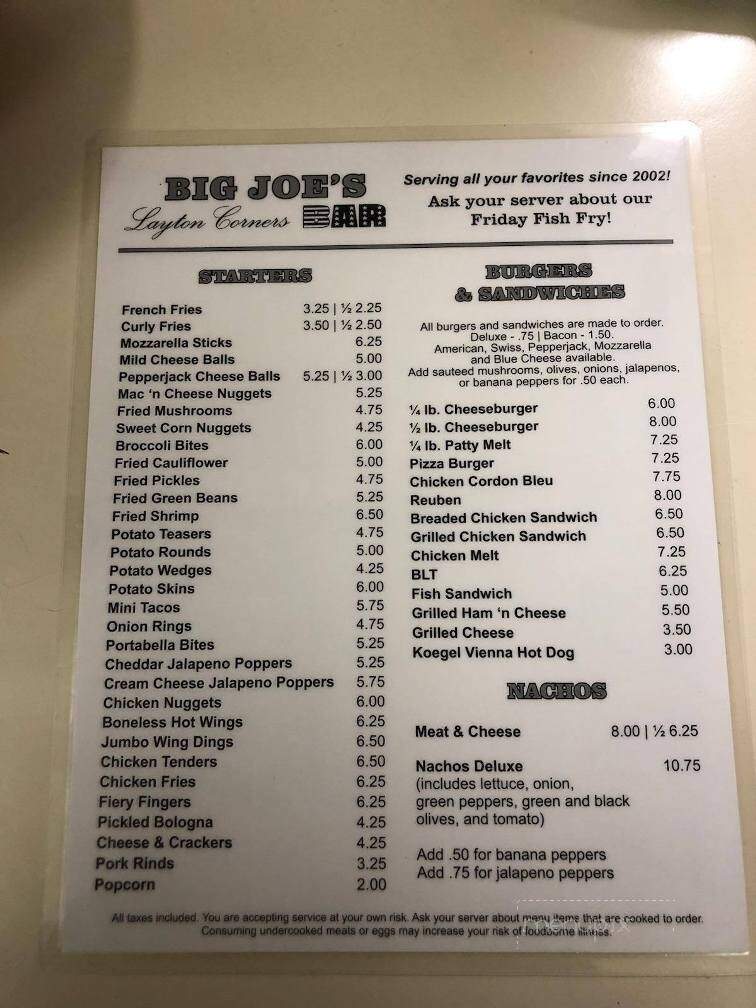 BIG JOE'S
Layton Corners BAR
Serving all your favorites since 2002!
Ask your server about our
Friday Fish Fry!
STARTERS
French Fries 3.25 | ½ 2.25
Curly Fries 3.50 | ½ 2.50
Mozzarella Sticks 6.25
Mild Cheese Balls 5.00
Pepperjack Cheese Balls 5.25 | ½ 3.00
Mac 'n Cheese Nuggets 5.25
Fried Mushrooms 4.75
Sweet Corn Nuggets 4.25
Broccoli Bites 6.00
Fried Cauliflower 5.00
Fried Pickles 4.75
Fried Green Beans 5.25
Fried Shrimp 6.50
Potato Teasers 4.75
Potato Rounds 5.00
Potato Wedges 4.25
Potato Skins 6.00
Mini Tacos 5.75
Onion Rings 4.75
Portabella Bites 5.25
Cheddar Jalapeno Poppers 5.25
Cream Cheese Jalapeno Poppers 5.75
Chicken Nuggets 6.00
Boneless Hot Wings 6.25
Jumbo Wing Dings 6.50
Chicken Tenders 6.50
Chicken Fries 6.25
Fiery Fingers 6.25
Pickled Bologna 4.25
Cheese & Crackers 4.25
Pork Rinds 3.25
Popcorn 2.00
BURGERS
& SANDWICHES
All burgers and sandwiches are made to order.
Deluxe - .75 | Bacon - 1.50.
American, Swiss, Pepperjack, Mozzarella
and Blue Cheese available.
Add sauteed mushrooms, olives, onions, jalapenos,
or banana peppers for .50 each.
¼ lb. Cheeseburger 6.00
½ lb. Cheeseburger 8.00
¼ lb. Patty Melt 7.25
Pizza Burger 7.25
Chicken Cordon Bleu 7.75
Reuben 8.00
Breaded Chicken Sandwich 6.50
Grilled Chicken Sandwich 6.50
Chicken Melt 7.25
BLT 6.25
Fish Sandwich 5.00
Grilled Ham 'n Cheese 5.50
Grilled Cheese 3.50
Koegel Vienna Hot Dog 3.00
NACHOS
Meat & Cheese 8.00 | ½ 6.25
Nachos Deluxe 10.75
(includes lettuce, onion,
green peppers, green and black
olives, and tomato)
Add .50 for banana peppers
Add .75 for jalapeno peppers
All taxes included. You are accepting service at your own risk. Ask your server about menu items that are cooked to order.
Consuming undercooked meats or eggs may increase your risk of foodborne illness.